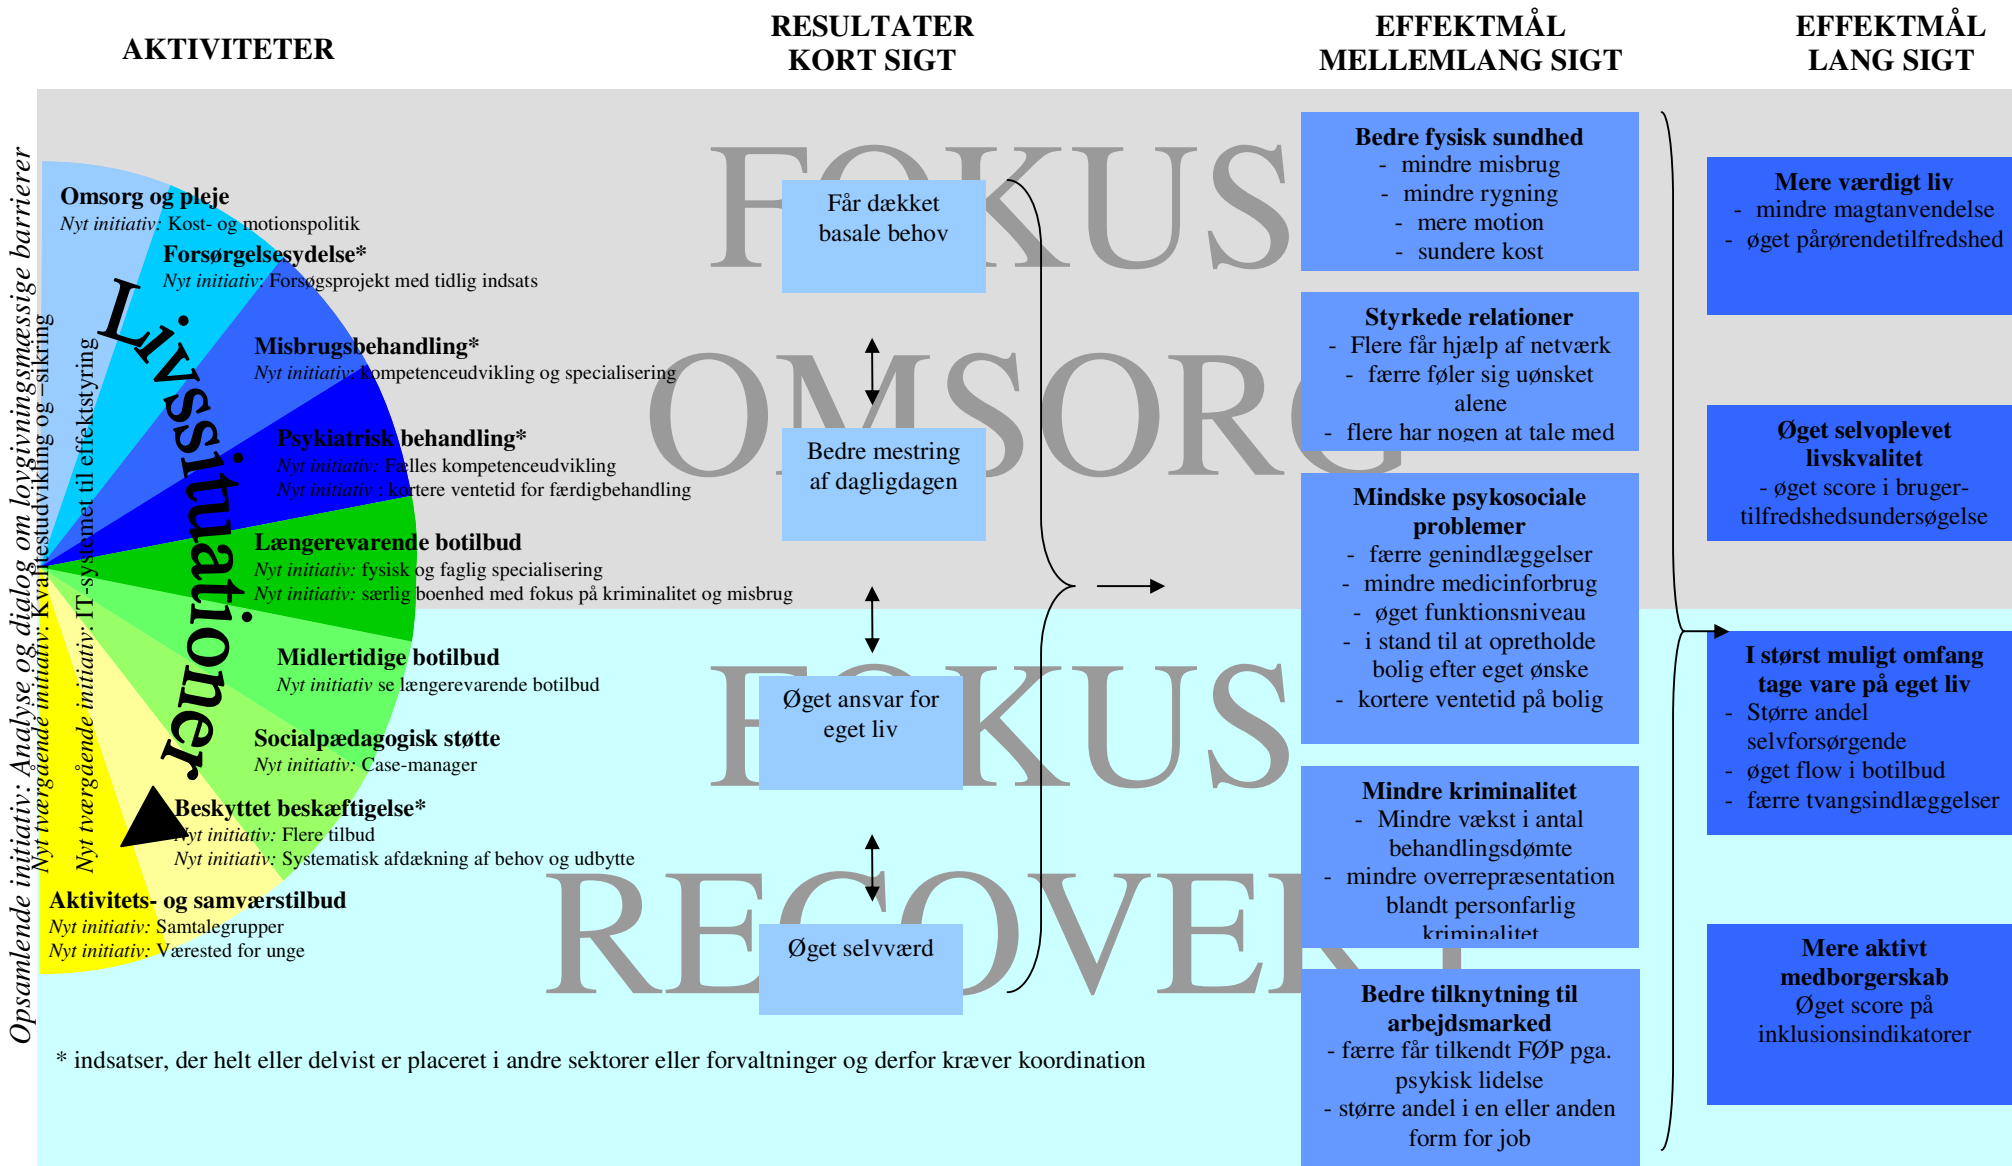 AKTIVITETER
RESULTATER
KORT SIGT
EFFEKTMÅL
MELLEMLANG SIGT
EFFEKTMÅL
LANG SIGT
Opsamlende initiativ: Analyse og dialog om lovgivningsmæssige barrierer
Nyt tværgående initiativ: Kvalitetsudvikling og –sikring
Nyt tværgående initiativ: IT-systemet til effektstyring
Livssituationer
Omsorg og pleje
Nyt initiativ: Kost- og motionspolitik
Forsørgelsesydelse*
Nyt initiativ: Forsøgsprojekt med tidlig indsats
Misbrugsbehandling*
Nyt initiativ: kompetenceudvikling og specialisering
Psykiatrisk behandling*
Nyt initiativ: Fælles kompetenceudvikling
Nyt initiativ : kortere ventetid for færdigbehandling
Længerevarende botilbud
Nyt initiativ: fysisk og faglig specialisering
Nyt initiativ: særlig boenhed med fokus på kriminalitet og misbrug
Midlertidige botilbud
Nyt initiativ se længerevarende botilbud
Socialpædagogisk støtte
Nyt initiativ: Case-manager
Beskyttet beskæftigelse*
Nyt initiativ: Flere tilbud
Nyt initiativ: Systematisk afdækning af behov og udbytte
Aktivitets- og samværstilbud
Nyt initiativ: Samtalegrupper
Nyt initiativ: Værested for unge
* indsatser, der helt eller delvist er placeret i andre sektorer eller forvaltninger og derfor kræver koordination
FOKUS
OMSORG
FOKUS
RECOVERY
Får dækket
basale behov
Bedre mestring
af dagligdagen
Øget ansvar for
eget liv
Øget selvværd
Bedre fysisk sundhed
- mindre misbrug
- mindre rygning
- mere motion
- sundere kost
Styrkede relationer
- Flere får hjælp af netværk
- færre føler sig uønsket
alene
- flere har nogen at tale med
Mindske psykosociale
problemer
- færre genindlæggelser
- mindre medicinforbrug
- øget funktionsniveau
- i stand til at opretholde
bolig efter eget ønske
- kortere ventetid på bolig
Mindre kriminalitet
- Mindre vækst i antal
behandlingsdømte
- mindre overrepræsentation
blandt personfarlig
kriminalitet
Bedre tilknytning til
arbejdsmarked
- færre får tilkendt FØP pga.
psykisk lidelse
- større andel i en eller anden
form for job
Mere værdigt liv
- mindre magtanvendelse
- øget pårørendetilfredshed
Øget selvoplevet
livskvalitet
- øget score i bruger-
tilfredshedsundersøgelse
I størst muligt omfang
tage vare på eget liv
- Større andel
selvforsørgende
- øget flow i botilbud
- færre tvangsindlæggelser
Mere aktivt
medborgerskab
Øget score på
inklusionsindikatorer